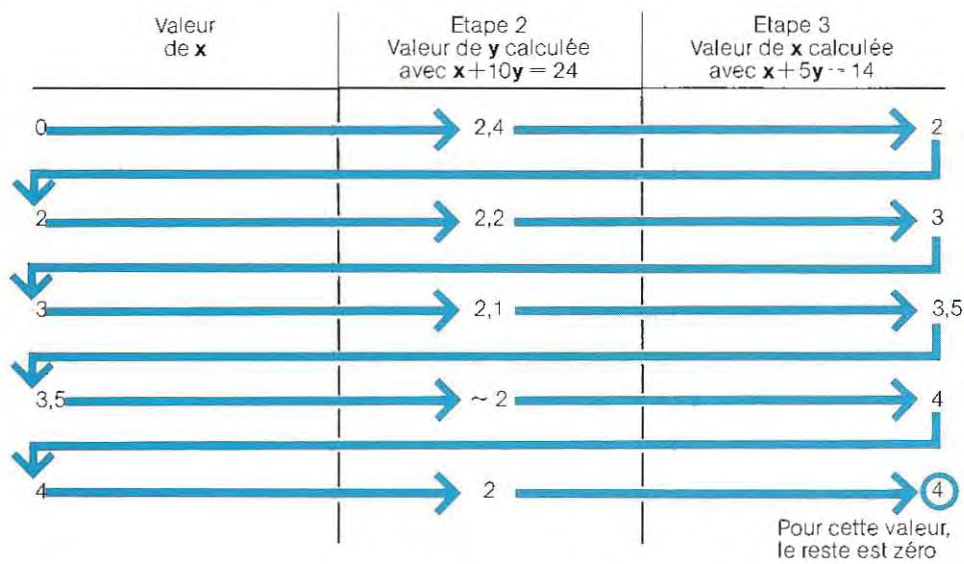 Valeur
de x
Etape 2
Valeur de y calculée
avec x+10y = 24
Etape 3
Valeur de x calculée
avec x+5y -- 14
0 2,4 2
2 2,2 3
3 2,1 3,5
3,5 ~ 2 4
4 2 4
Pour cette valeur,
le reste est zéro